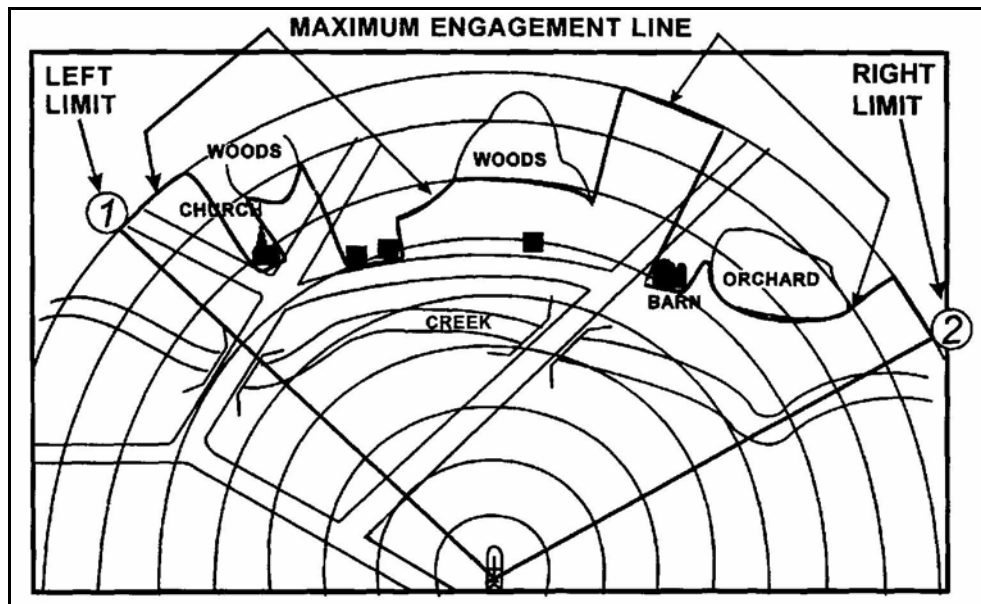 MAXIMUM ENGAGEMENT LINE
LEFT
LIMIT
RIGHT
LIMIT
WOODS
WOODS
1
CHURCH
ORCHARD
BARN
CREEK
2